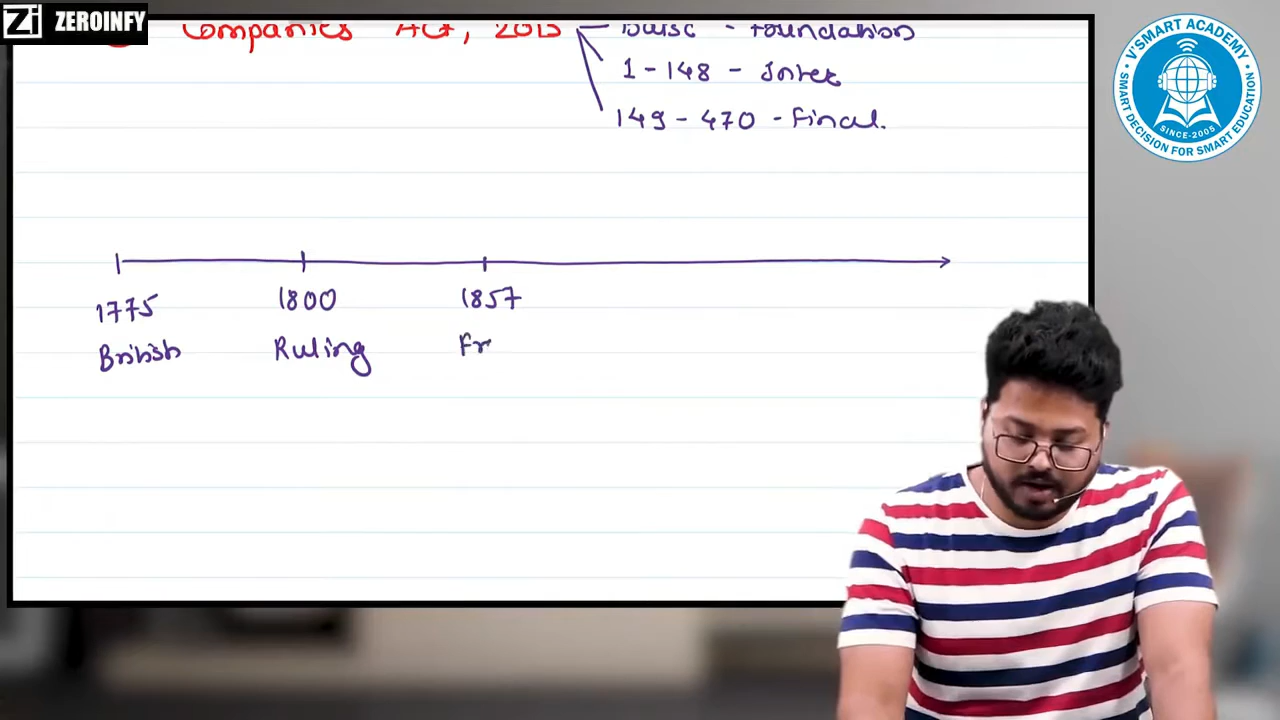 Zi ZEROINFY
Companies Act, 2013
Basic - Foundation
1-148 - Inter
149-470 - Final.
1775
1800
1857
British
Ruling
Fr
V'SMART ACADEMY
SINCE-2005
SMART DECISION FOR SMART EDUCATION